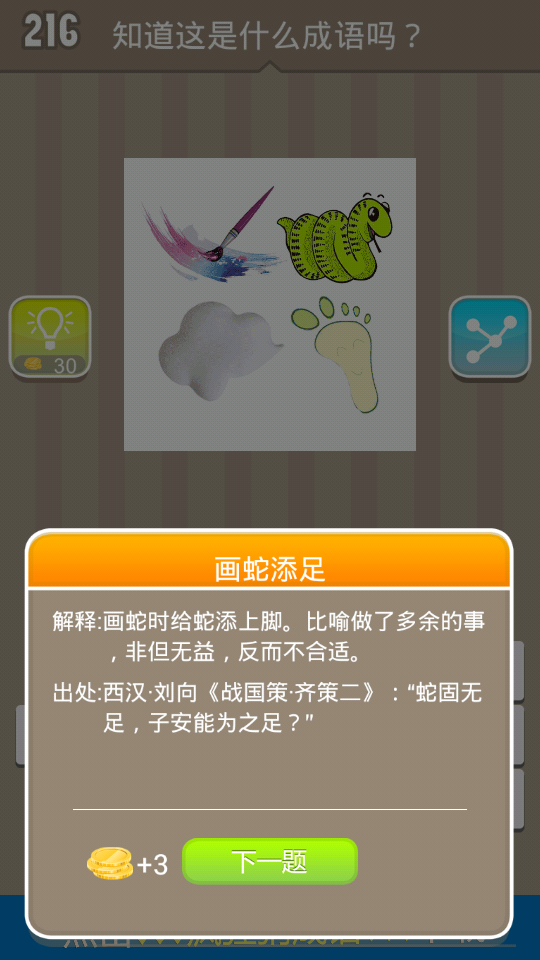 216
知道这是什么成语吗？
30
画蛇添足
解释:画蛇时给蛇添上脚。比喻做了多余的事
，非但无益，反而不合适。
出处:西汉·刘向《战国策·齐策二》：“蛇固无
足，子安能为之足？”
+3
下一题